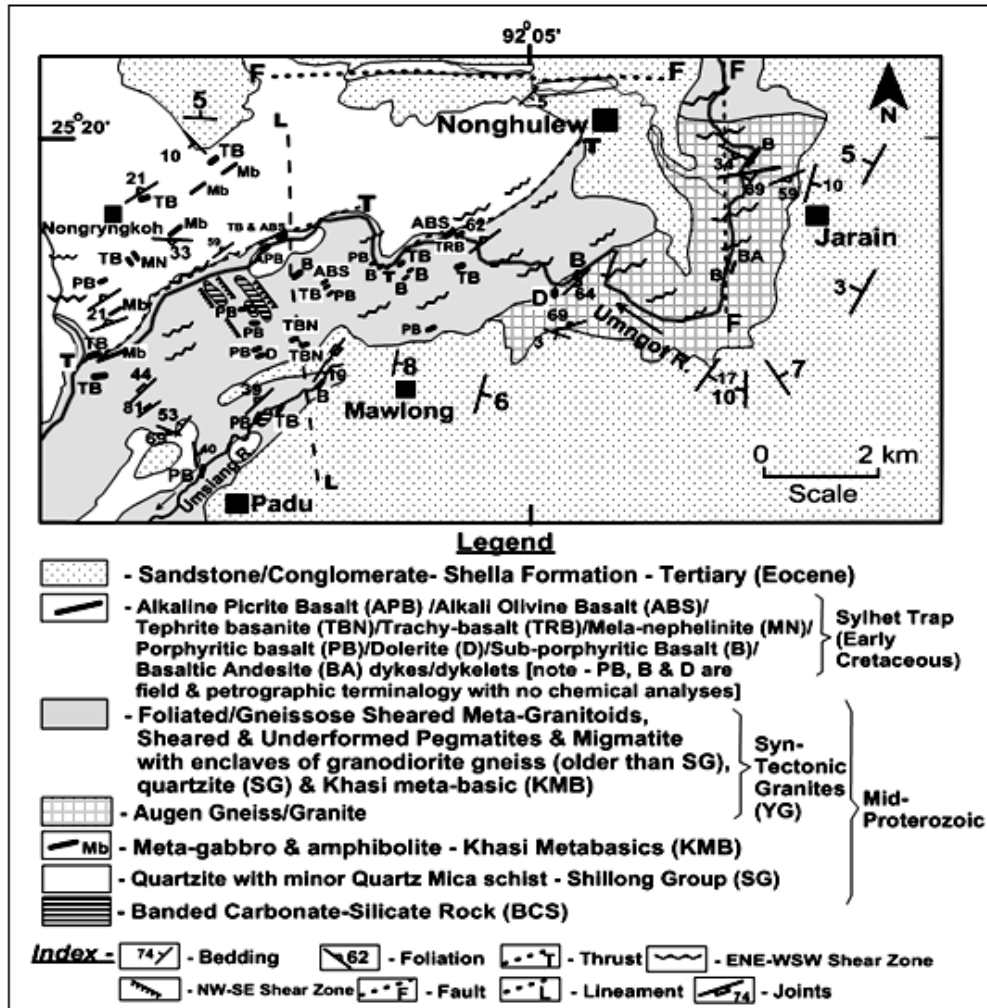 92°05'
F F F
5
L
5
Nonghulew
N
25°20'
10
TB
Mb
T
B
34
5
21
TB
Mb
89
59
10
Nongryngkoh
Mb
TB & ABS
T
ABS
62
Jarain
33
59
TB
MN
APB
PB
TB
TRB
B
BA
PB
B
ABS
B
T
B
TB
B
B
3
21
Mb
PB
TB
PB
D
64
PB
TBN
PB
69
Umngot R.
F
TB
Mb
PB
D
TBN
3
T
TB
44
19
8
17
7
81
39
B
Mawlong
6
10
53
PB
TB
69
40
PB
Umsiang R.
L
Padu
0 2 km
Scale
Legend
- Sandstone/Conglomerate- Shella Formation - Tertiary (Eocene)
- Alkaline Picrite Basalt (APB) /Alkali Olivine Basalt (ABS)/
Tephrite basanite (TBN)/Trachy-basalt (TRB)/Mela-nephelinite (MN)/
Porphyritic basalt (PB)/Dolerite (D)/Sub-porphyritic Basalt (B)/
Basaltic Andesite (BA) dykes/dykelets [note - PB, B & D are
field & petrographic terminalogy with no chemical analyses]
Sylhet Trap
(Early
Cretaceous)
- Foliated/Gneissose Sheared Meta-Granitoids,
Sheared & Underformed Pegmatites & Migmatite
with enclaves of granodiorite gneiss (older than SG),
quartzite (SG) & Khasi meta-basic (KMB)
- Augen Gneiss/Granite
Syn-
Tectonic
Granites
(YG)
Mb - Meta-gabbro & amphibolite - Khasi Metabasics (KMB)
- Quartzite with minor Quartz Mica schist - Shillong Group (SG)
Mid-
Proterozoic
- Banded Carbonate-Silicate Rock (BCS)
Index - 74 - Bedding 62 - Foliation T - Thrust - ENE-WSW Shear Zone
- NW-SE Shear Zone F - Fault L - Lineament 74 - Joints